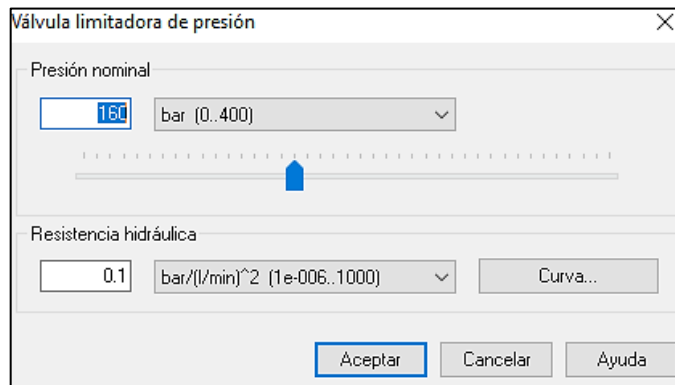 Válvula limitadora de presión
Presión nominal
160 bar (0..400)
Resistencia hidráulica
0.1 bar/(l/min)^2 (1e-006..1000) Curva...
Aceptar Cancelar Ayuda